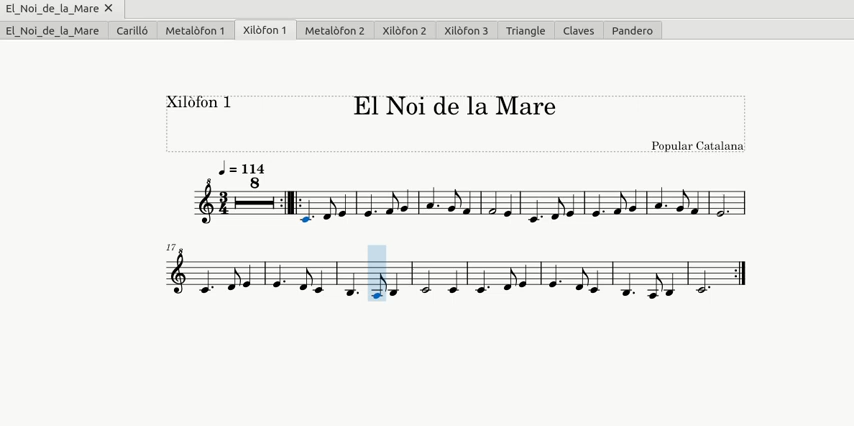 El_Noi_de_la_Mare ✕
El_Noi_de_la_Mare Carilló Metalòfon 1 Xilòfon 1 Metalòfon 2 Xilòfon 2 Xilòfon 3 Triangle Claves Pandero
Xilòfon 1
El Noi de la Mare
Popular Catalana
♩ = 114
8
8
3
4
17
8